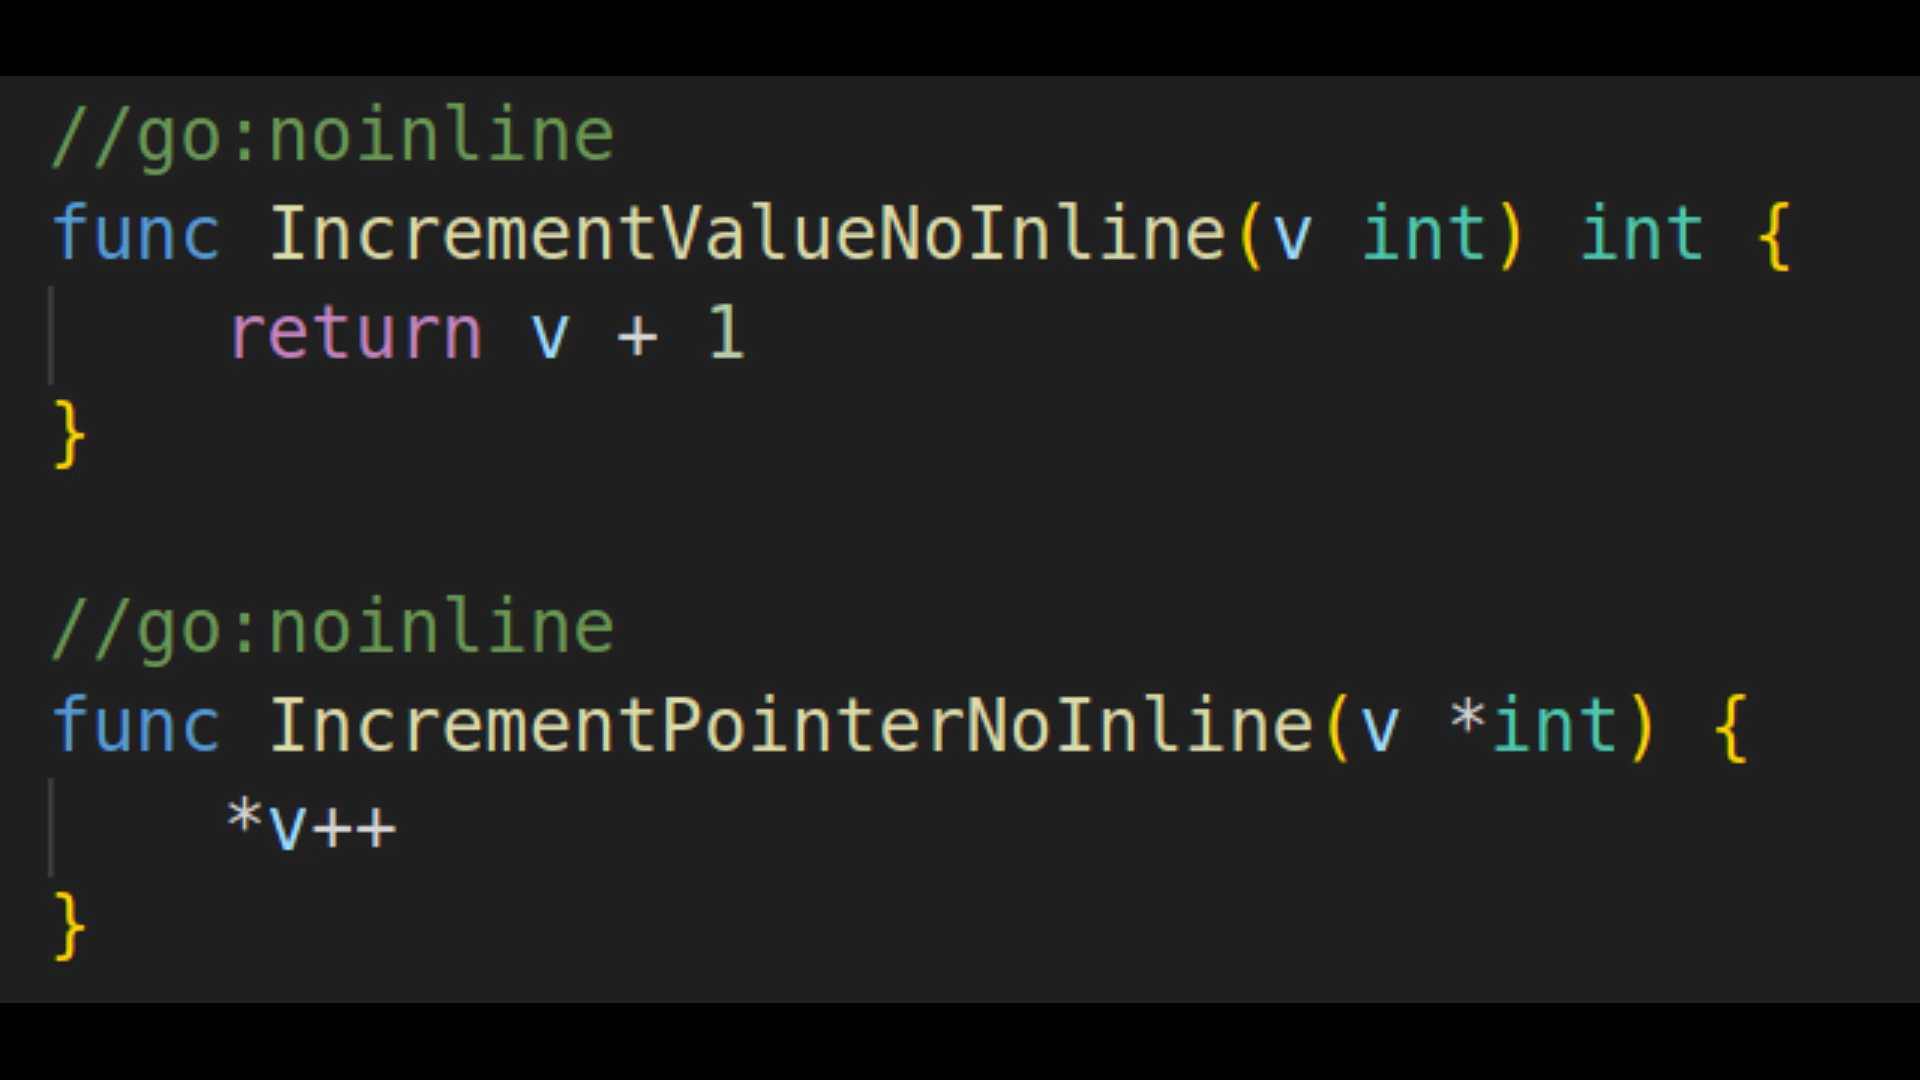 //go:noinline
func IncrementValueNoInline(v int) int {
    return v + 1
}

//go:noinline
func IncrementPointerNoInline(v *int) {
    *v++
}